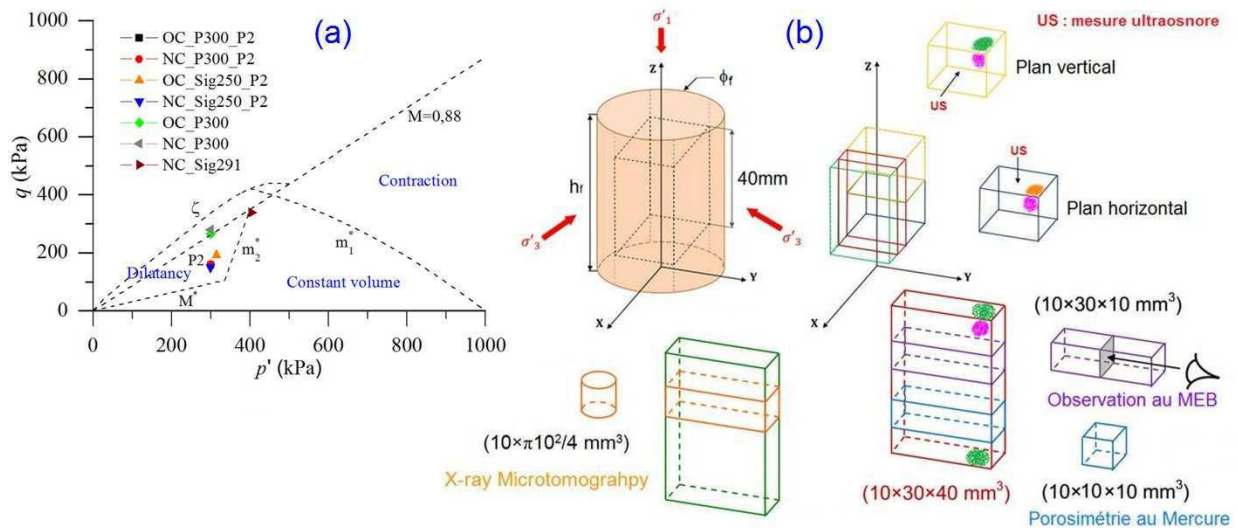 (a)
1000
800
600
400
200
0
q (kPa)
OC_P300_P2
NC_P300_P2
OC_Sig250_P2
NC_Sig250_P2
OC_P300
NC_P300
NC_Sig291
M=0,88
Contraction
ζ
P2
Dilatancy
M*
m*2
m*1
Constant volume
0 200 400 600 800 1000
p' (kPa)
(b)
σ'1
Z
ϕf
hf
40mm
σ'3
σ'3
Y
X
US : mesure ultraosnore
Plan vertical
US
Z
US
Plan horizontal
Y
X
(10×π10²/4 mm³)
X-ray Microtomograhpy
(10×30×40 mm³)
(10×30×10 mm³)
Observation au MEB
(10×10×10 mm³)
Porosimétrie au Mercure